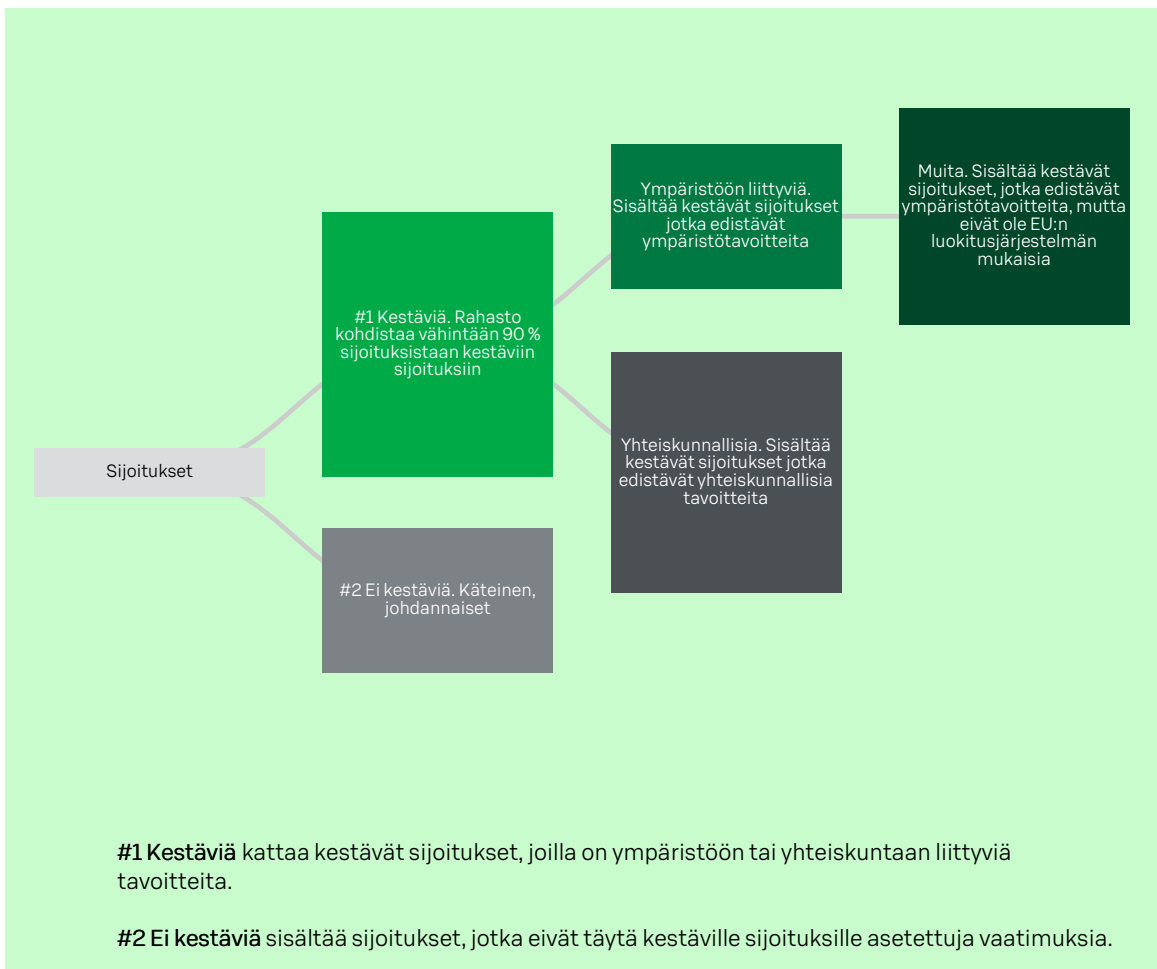 Sijoitukset
#1 Kestäviä. Rahasto
kohdistaa vähintään 90 %
sijoituksistaan kestäviin
sijoituksiin
#2 Ei kestäviä. Käteinen,
johdannaiset
Ympäristöön liittyviä.
Sisältää kestävät sijoitukset
jotka edistävät
ympäristötavoitteita
Yhteiskunnallisia. Sisältää
kestävät sijoitukset jotka
edistävät yhteiskunnallisia
tavoitteita
Muita. Sisältää kestävät
sijoitukset, jotka edistävät
ympäristötavoitteita, mutta
eivät ole EU:n
luokitusjärjestelmän
mukaisia
#1 Kestäviä kattaa kestävät sijoitukset, joilla on ympäristöön tai yhteiskuntaan liittyviä
tavoitteita.
#2 Ei kestäviä sisältää sijoitukset, jotka eivät täytä kestäville sijoituksille asetettuja vaatimuksia.